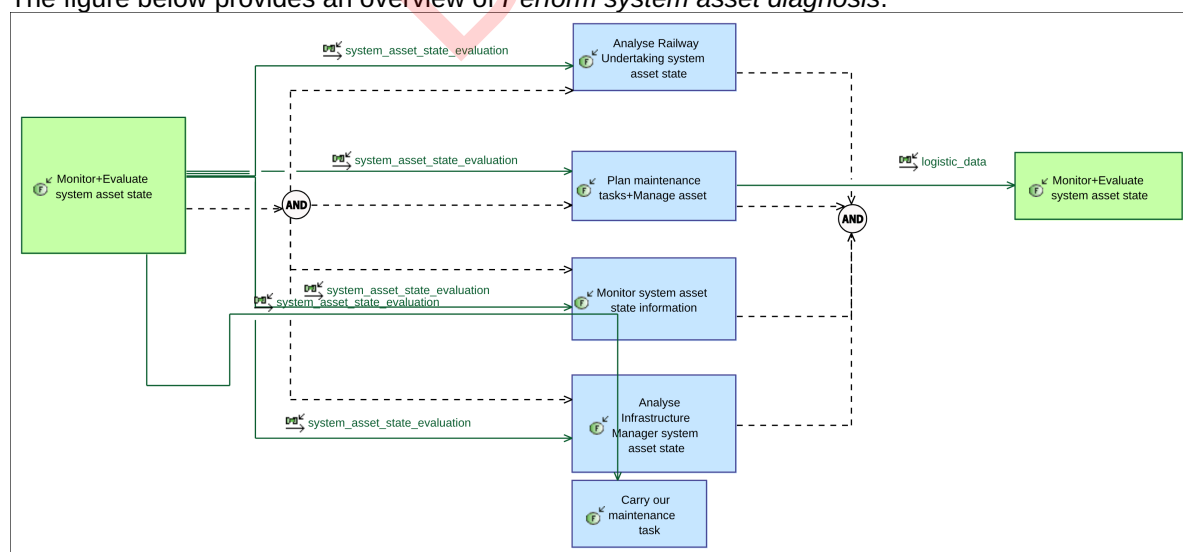 The figure below provides an overview of Perform system asset diagnosis.
system_asset_state_evaluation
Analyse Railway
Undertaking system
asset state
Monitor+Evaluate
system asset state
system_asset_state_evaluation
Plan maintenance
tasks+Manage asset
logistic_data
Monitor+Evaluate
system asset state
AND
AND
system_asset_state_evaluation
system_asset_state_evaluation
Monitor system asset
state information
system_asset_state_evaluation
Analyse
Infrastructure
Manager system
asset state
Carry our
maintenance
task
F
F
F
F
F
F
F